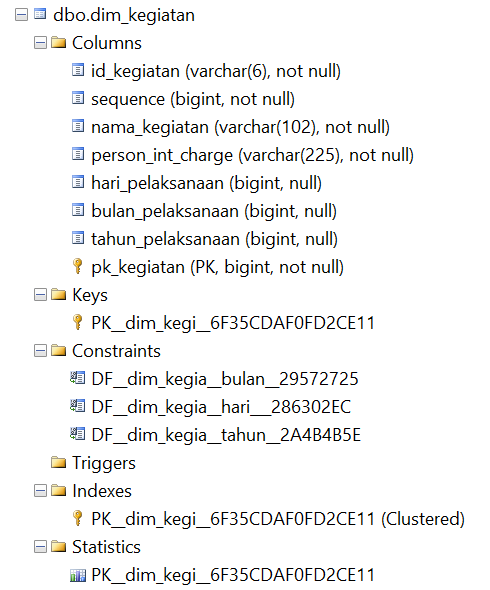 dbo.dim_kegiatan
Columns
id_kegiatan (varchar(6), not null)
sequence (bigint, not null)
nama_kegiatan (varchar(102), not null)
person_int_charge (varchar(225), not null)
hari_pelaksanaan (bigint, null)
bulan_pelaksanaan (bigint, null)
tahun_pelaksanaan (bigint, null)
pk_kegiatan (PK, bigint, not null)
Keys
PK__dim_kegi__6F35CDAF0FD2CE11
Constraints
DF__dim_kegia__bulan__29572725
DF__dim_kegia__hari___286302EC
DF__dim_kegia__tahun__2A4B4B5E
Triggers
Indexes
PK__dim_kegi__6F35CDAF0FD2CE11 (Clustered)
Statistics
PK__dim_kegi__6F35CDAF0FD2CE11